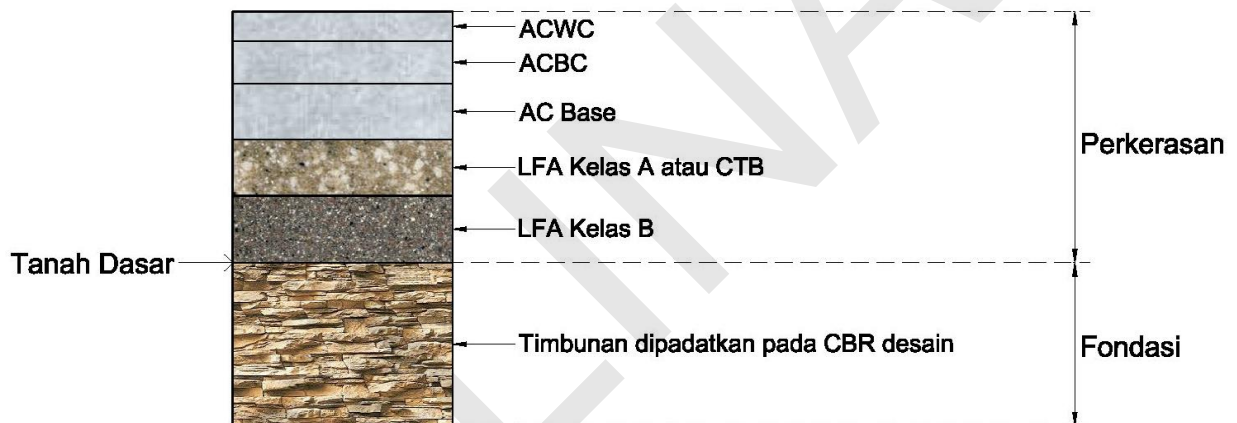 ACWC
ACBC
AC Base
LFA Kelas A atau CTB
LFA Kelas B
Perkerasan
Tanah Dasar
Timbunan dipadatkan pada CBR desain
Fondasi
LINA